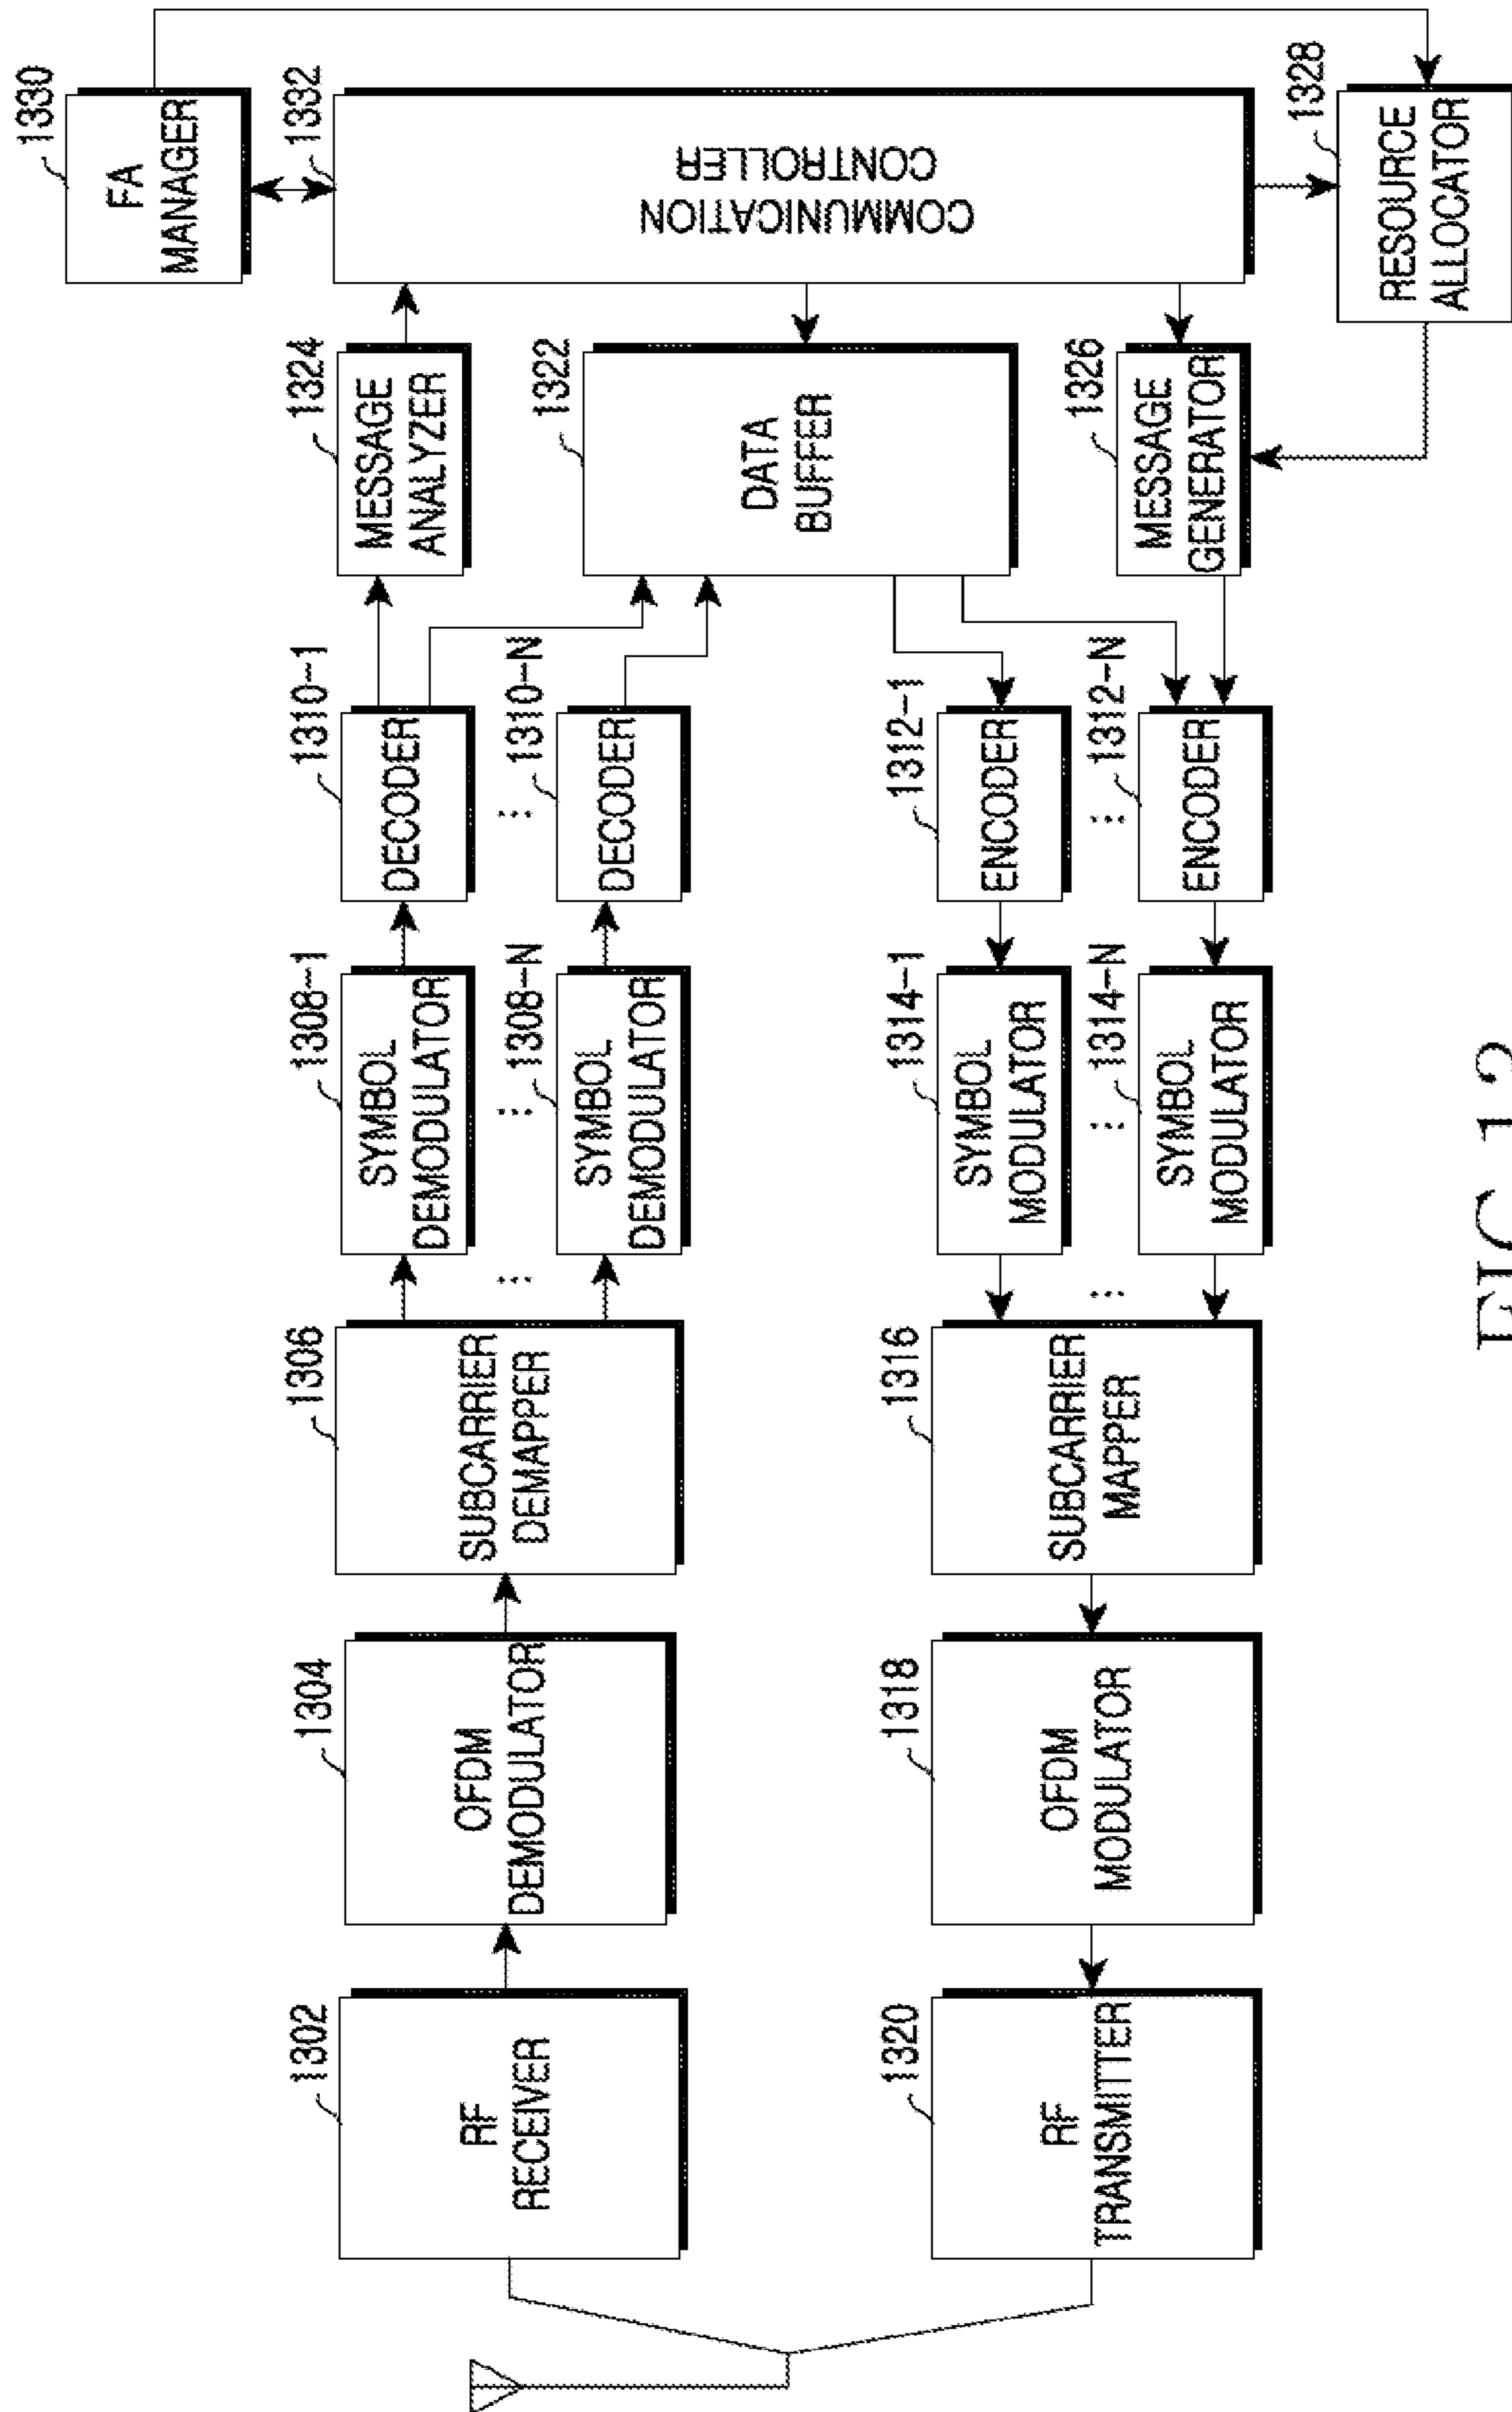 1330
FA
MANAGER
1332
COMMUNICATION
CONTROLLER
1328
RESOURCE
ALLOCATOR
1324
MESSAGE
ANALYZER
1322
DATA
BUFFER
1326
MESSAGE
GENERATOR
1310-1
DECODER
1310-N
DECODER
1312-1
ENCODER
1312-N
ENCODER
1308-1
SYMBOL
DEMODULATOR
1308-N
SYMBOL
DEMODULATOR
1314-1
SYMBOL
MODULATOR
1314-N
SYMBOL
MODULATOR
1306
SUBCARRIER
DEMAPPER
1316
SUBCARRIER
MAPPER
1304
OFDM
DEMODULATOR
1318
OFDM
MODULATOR
1302
RF
RECEIVER
1320
RF
TRANSMITTER